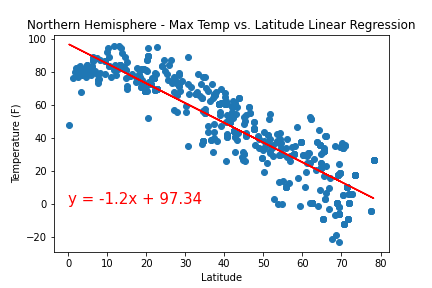 Northern Hemisphere - Max Temp vs. Latitude Linear Regression
100
80
60
40
20
0
−20
Temperature (F)
y = -1.2x + 97.34
0 10 20 30 40 50 60 70 80
Latitude